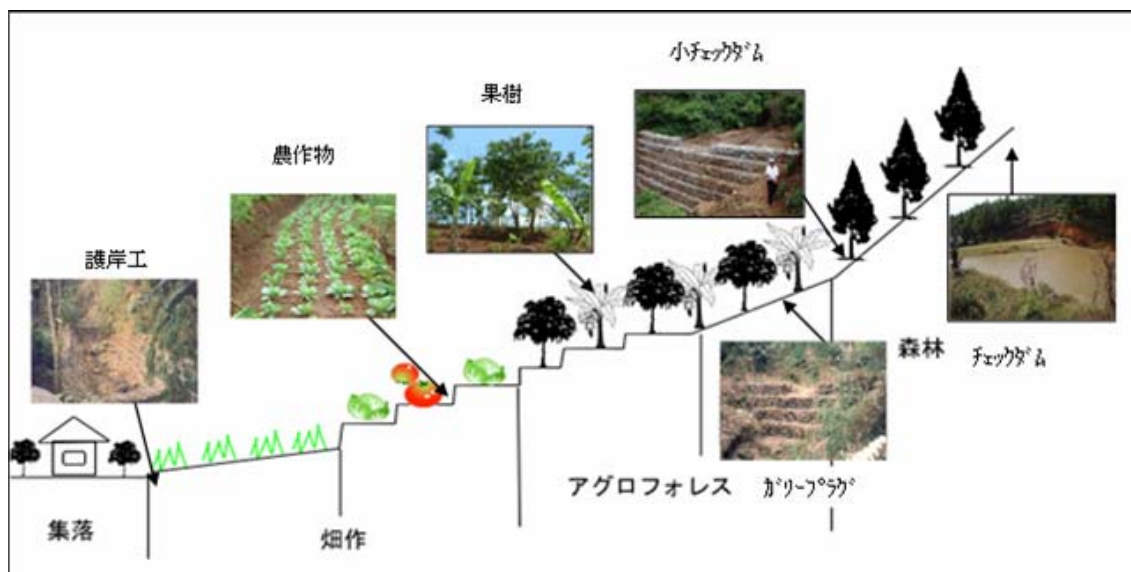 小ﾁｪｯｸﾀﾞﾑ
果樹
農作物
護岸工
森林
ﾁｪｯｸﾀﾞﾑ
アグロフォレス
ｶﾞﾘｰﾌﾟﾗｸﾞ
集落
畑作